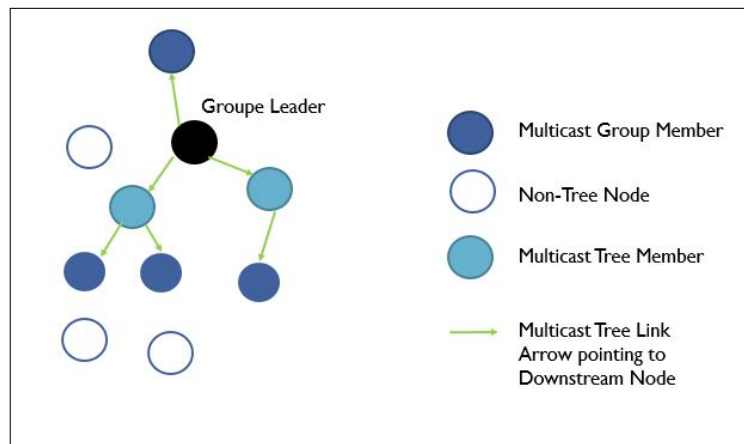 Groupe Leader
Multicast Group Member
Non-Tree Node
Multicast Tree Member
Multicast Tree Link
Arrow pointing to
Downstream Node